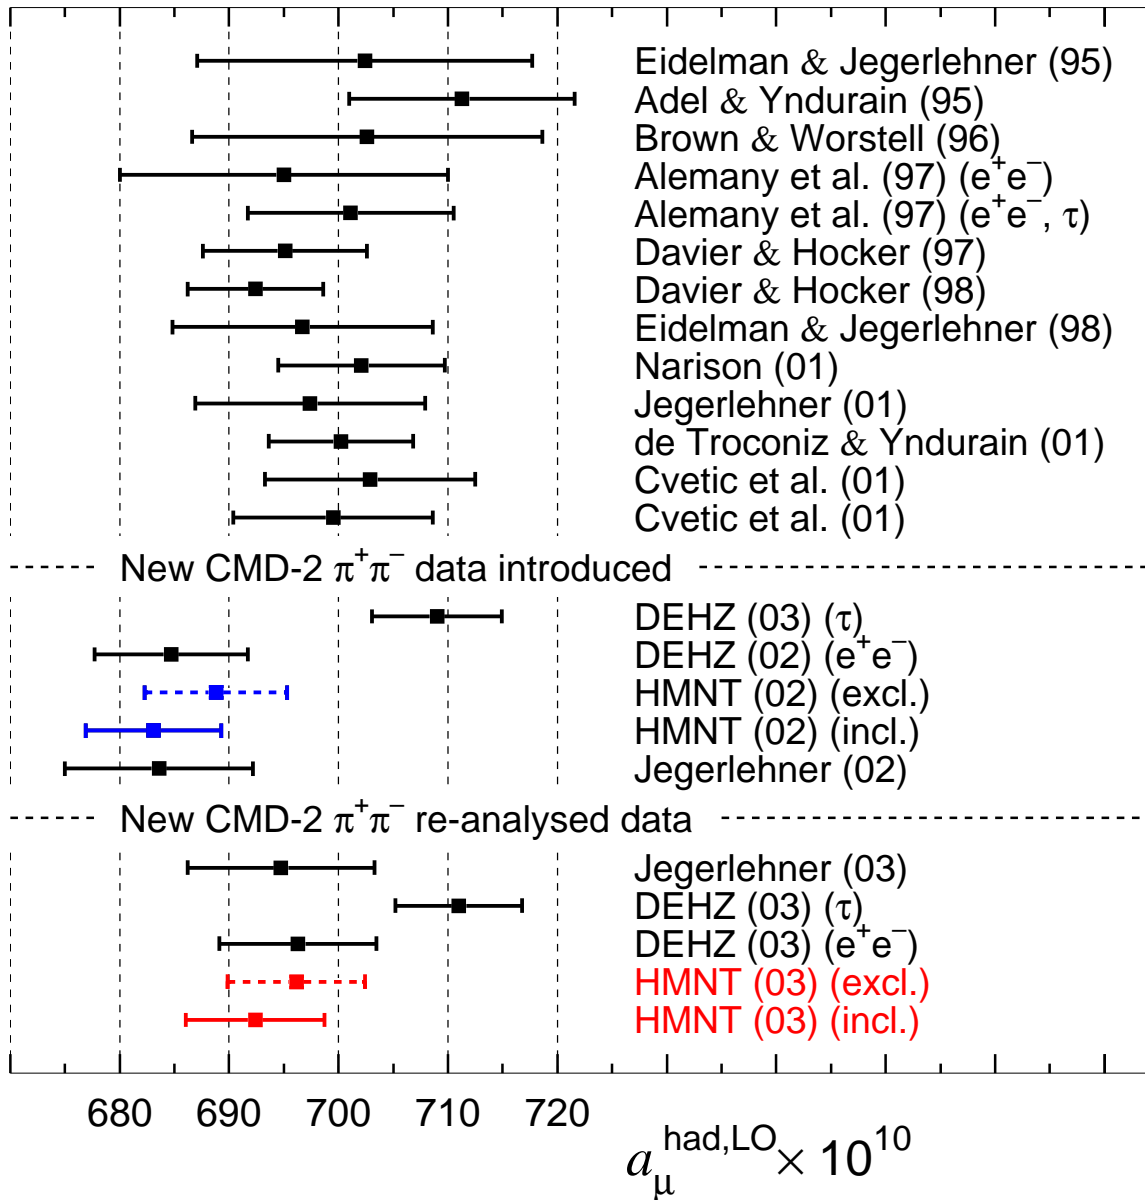 Eidelman & Jegerlehner (95)
Adel & Yndurain (95)
Brown & Worstell (96)
Alemany et al. (97) (e⁺e⁻)
Alemany et al. (97) (e⁺e⁻, τ)
Davier & Hocker (97)
Davier & Hocker (98)
Eidelman & Jegerlehner (98)
Narison (01)
Jegerlehner (01)
de Troconiz & Yndurain (01)
Cvetic et al. (01)
Cvetic et al. (01)
New CMD-2 π⁺π⁻ data introduced
DEHZ (03) (τ)
DEHZ (02) (e⁺e⁻)
HMNT (02) (excl.)
HMNT (02) (incl.)
Jegerlehner (02)
New CMD-2 π⁺π⁻ re-analysed data
Jegerlehner (03)
DEHZ (03) (τ)
DEHZ (03) (e⁺e⁻)
HMNT (03) (excl.)
HMNT (03) (incl.)
680 690 700 710 720
a_μ^had,LO × 10¹⁰